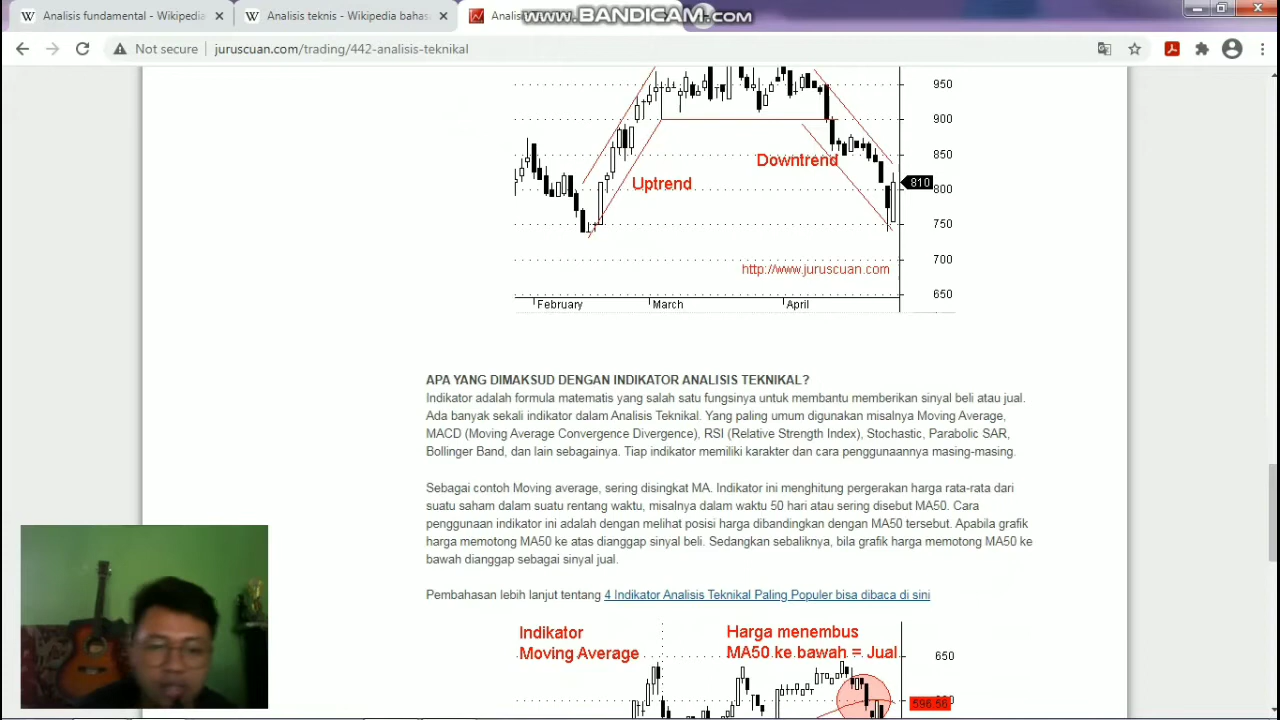 Analisis fundamental - Wikipedia
Analisis teknis - Wikipedia bahas
Analis
WWW.BANDICAM.COM
Not secure
juruscuan.com/trading/442-analisis-teknikal
950
900
Downtrend
850
810
Uptrend
800
750
http://www.juruscuan.com
700
650
February
March
April
APA YANG DIMAKSUD DENGAN INDIKATOR ANALISIS TEKNIKAL?
Indikator adalah formula matematis yang salah satu fungsinya untuk membantu memberikan sinyal beli atau jual.
Ada banyak sekali indikator dalam Analisis Teknikal. Yang paling umum digunakan misalnya Moving Average,
MACD (Moving Average Convergence Divergence), RSI (Relative Strength Index), Stochastic, Parabolic SAR,
Bollinger Band, dan lain sebagainya. Tiap indikator memiliki karakter dan cara penggunaannya masing-masing.
Sebagai contoh Moving average, sering disingkat MA. Indikator ini menghitung pergerakan harga rata-rata dari
suatu saham dalam suatu rentang waktu, misalnya dalam waktu 50 hari atau sering disebut MA50. Cara
penggunaan indikator ini adalah dengan melihat posisi harga dibandingkan dengan MA50 tersebut. Apabila grafik
harga memotong MA50 ke atas dianggap sinyal beli. Sedangkan sebaliknya, bila grafik harga memotong MA50 ke
bawah dianggap sebagai sinyal jual.
Pembahasan lebih lanjut tentang 4 Indikator Analisis Teknikal Paling Populer bisa dibaca di sini
Indikator
Moving Average
Harga menembus
MA50 ke bawah = Jual
650
596.56